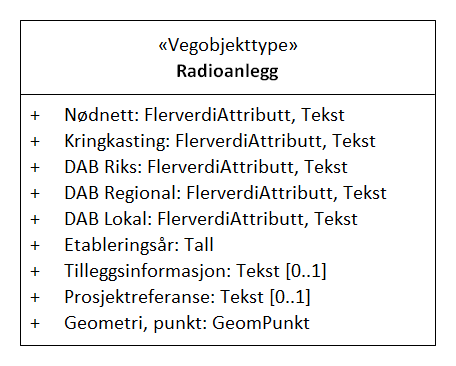 «Vegobjekttype»
Radioanlegg
+ Nødnett: FlerverdiAttributt, Tekst
+ Kringkasting: FlerverdiAttributt, Tekst
+ DAB Riks: FlerverdiAttributt, Tekst
+ DAB Regional: FlerverdiAttributt, Tekst
+ DAB Lokal: FlerverdiAttributt, Tekst
+ Etableringsår: Tall
+ Tilleggsinformasjon: Tekst [0..1]
+ Prosjektreferanse: Tekst [0..1]
+ Geometri, punkt: GeomPunkt